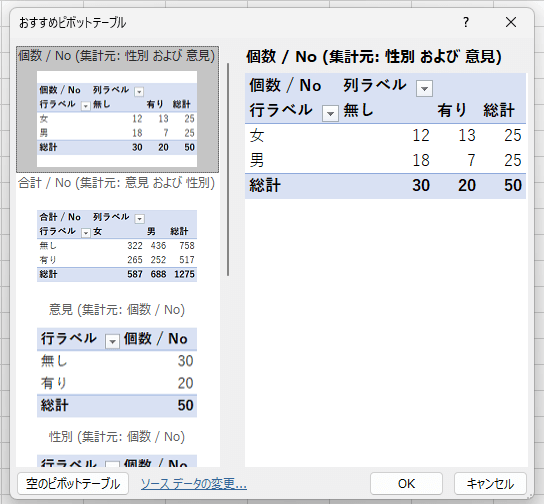 おすすめピボットテーブル
? ×
個数 / No (集計元: 性別 および 意見)
個数 / No 列ラベル
行ラベル 無し 有り 総計
女 12 13 25
男 18 7 25
総計 30 20 50
合計 / No (集計元: 意見 および 性別)
合計 / No 列ラベル
行ラベル 女 男 総計
無し 322 436 758
有り 265 252 517
総計 587 688 1275
意見 (集計元: 個数 / No)
行ラベル 個数 / No
無し 30
有り 20
総計 50
性別 (集計元: 個数 / No)
行ラベル 個数 / No
個数 / No (集計元: 性別 および 意見)
個数 / No 列ラベル
行ラベル 無し 有り 総計
女 12 13 25
男 18 7 25
総計 30 20 50
空のピボットテーブル ソース データの変更... OK キャンセル